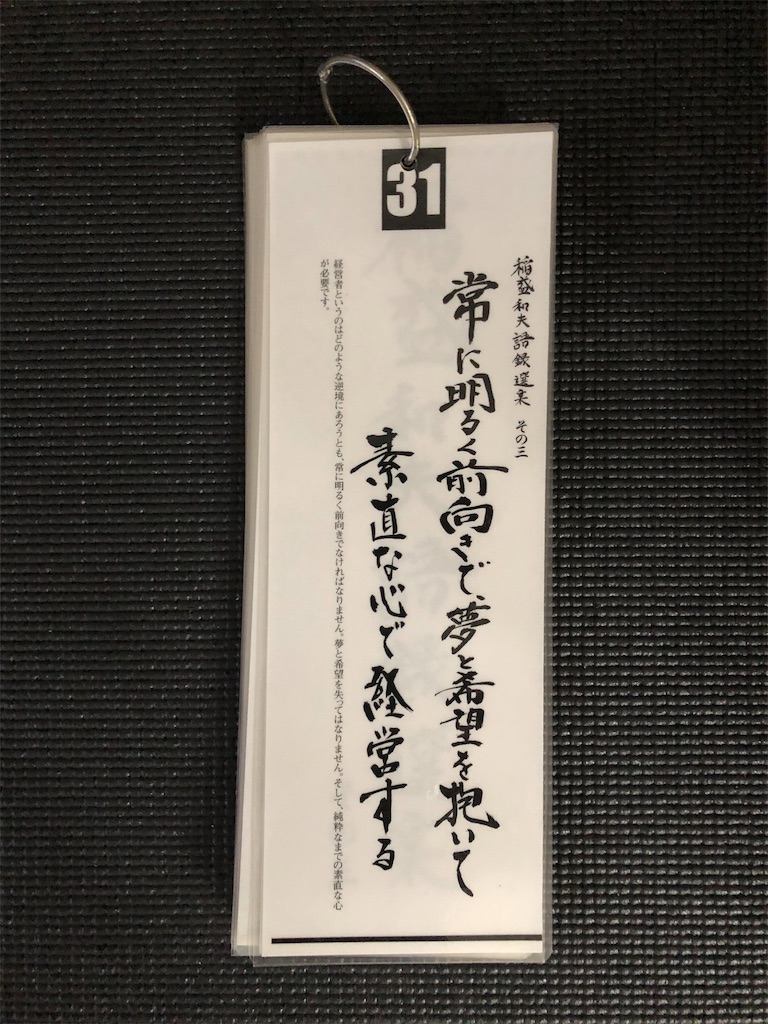 31
稲盛和夫語録選集 その三
常に明るく前向きで、夢と希望を抱いて
素直な心で経営する
経営者というのはどのような逆境にあろうとも、常に明るく前向きでなければなりません。夢と希望を失ってはなりません。そして、純粋なまでの素直な心
が必要です。